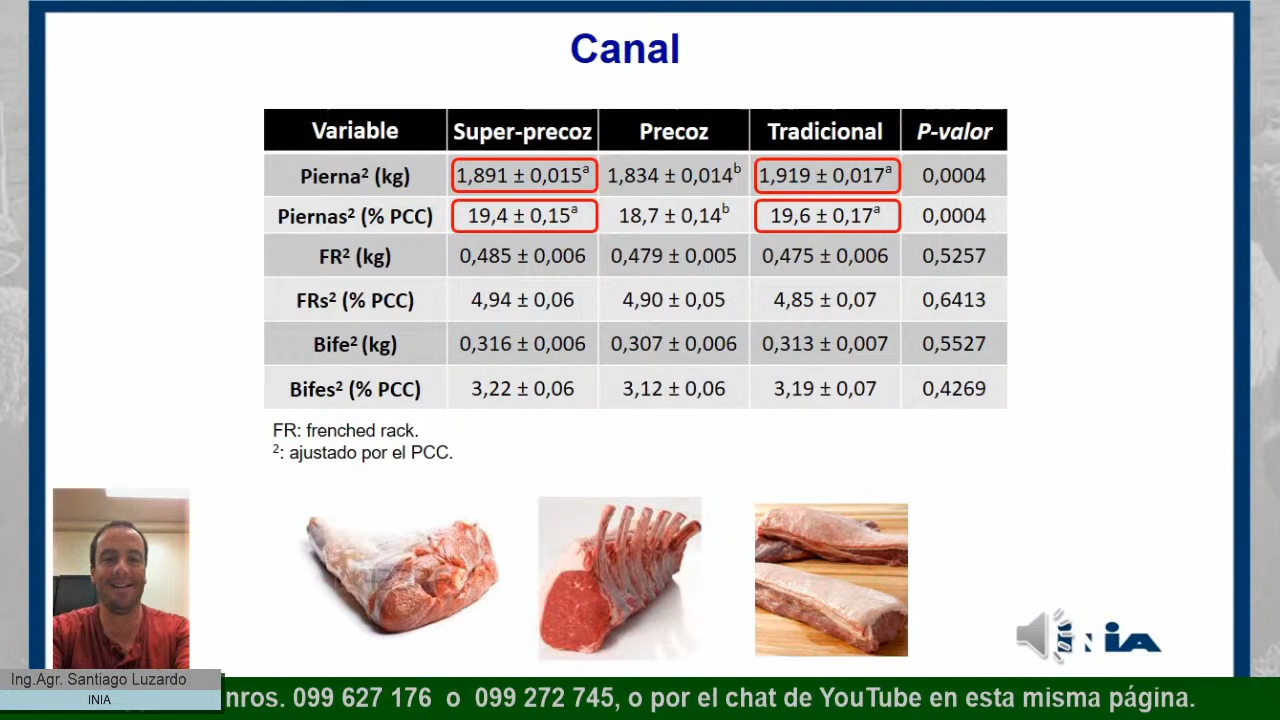 Canal
Variable Super-precoz Precoz Tradicional P-valor
Pierna² (kg) 1,891 ± 0,015ᵃ 1,834 ± 0,014ᵇ 1,919 ± 0,017ᵃ 0,0004
Piernas² (% PCC) 19,4 ± 0,15ᵃ 18,7 ± 0,14ᵇ 19,6 ± 0,17ᵃ 0,0004
FR² (kg) 0,485 ± 0,006 0,479 ± 0,005 0,475 ± 0,006 0,5257
FRs² (% PCC) 4,94 ± 0,06 4,90 ± 0,05 4,85 ± 0,07 0,6413
Bife² (kg) 0,316 ± 0,006 0,307 ± 0,006 0,313 ± 0,007 0,5527
Bifes² (% PCC) 3,22 ± 0,06 3,12 ± 0,06 3,19 ± 0,07 0,4269
FR: frenched rack.
²: ajustado por el PCC.
INIA
Ing.Agr. Santiago Luzardo
INIA
nros. 099 627 176 o 099 272 745, o por el chat de YouTube en esta misma página.